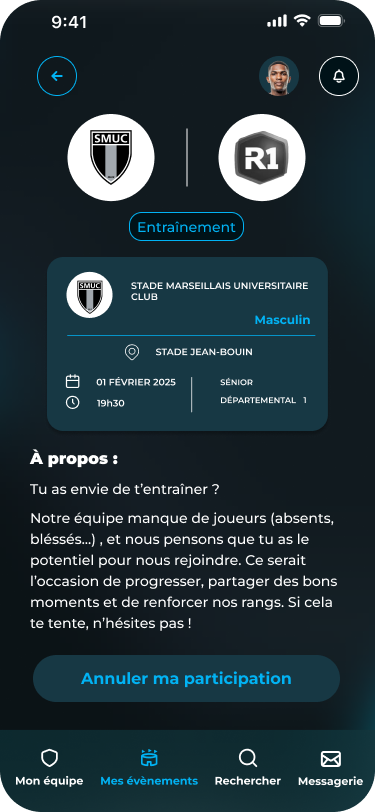 9:41
SMUC
R1
Entraînement
SMUC
STADE MARSEILLAIS UNIVERSITAIRE
CLUB
Masculin
STADE JEAN-BOUIN
01 FÉVRIER 2025
SÉNIOR
19h30
DÉPARTEMENTAL 1
À propos :
Tu as envie de t'entraîner ?
Notre équipe manque de joueurs (absents,
bléssés...) , et nous pensons que tu as le
potentiel pour nous rejoindre. Ce serait
l'occasion de progresser, partager des bons
moments et de renforcer nos rangs. Si cela
te tente, n'hésites pas !
Annuler ma participation
Mon équipe
Mes évènements
Rechercher
Messagerie